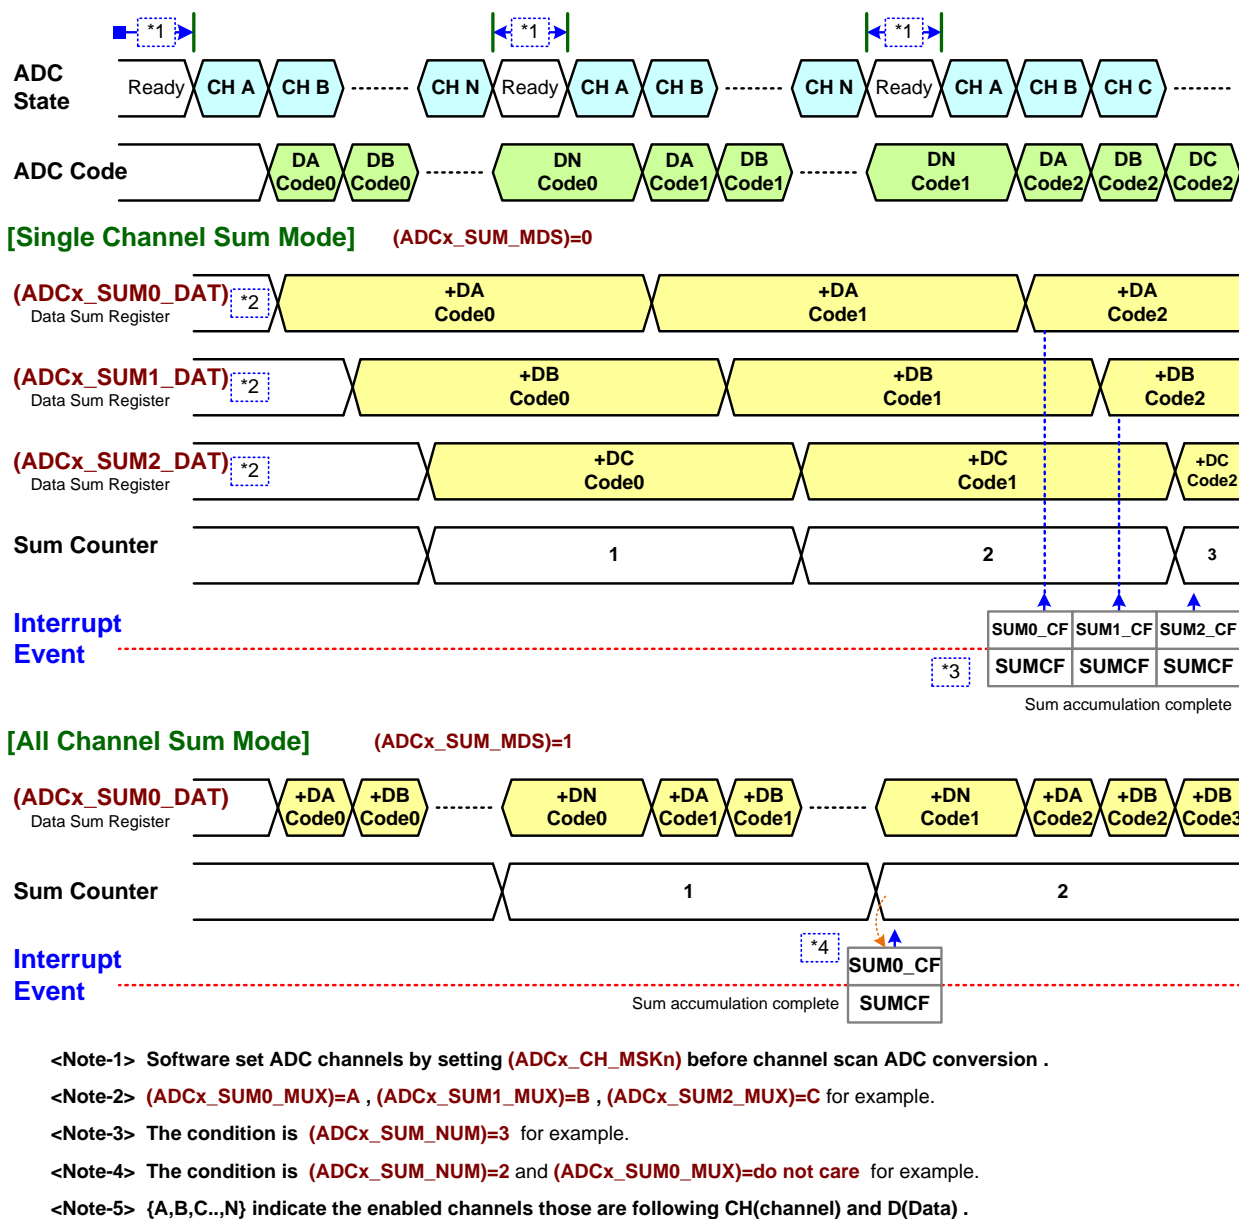 *1 *1 *1
ADC State Ready CH A CH B CH N Ready CH A CH B CH N Ready CH A CH B CH C
ADC Code DA Code0 DB Code0 DN Code0 DA Code1 DB Code1 DN Code1 DA Code2 DB Code2 DC Code2
[Single Channel Sum Mode] (ADCx_SUM_MDS)=0
(ADCx_SUM0_DAT) *2 +DA Code0 +DA Code1 +DA Code2
Data Sum Register
(ADCx_SUM1_DAT) *2 +DB Code0 +DB Code1 +DB Code2
Data Sum Register
(ADCx_SUM2_DAT) *2 +DC Code0 +DC Code1 +DC Code2
Data Sum Register
Sum Counter 1 2 3
Interrupt Event
SUM0_CF SUM1_CF SUM2_CF
*3 SUMCF SUMCF SUMCF
Sum accumulation complete
[All Channel Sum Mode] (ADCx_SUM_MDS)=1
(ADCx_SUM0_DAT) +DA Code0 +DB Code0 +DN Code0 +DA Code1 +DB Code1 +DN Code1 +DA Code2 +DB Code2 +DB Code3
Data Sum Register
Sum Counter 1 2
Interrupt Event
*4 SUM0_CF
Sum accumulation complete SUMCF
<Note-1> Software set ADC channels by setting (ADCx_CH_MSKn) before channel scan ADC conversion .
<Note-2> (ADCx_SUM0_MUX)=A , (ADCx_SUM1_MUX)=B , (ADCx_SUM2_MUX)=C for example.
<Note-3> The condition is (ADCx_SUM_NUM)=3 for example.
<Note-4> The condition is (ADCx_SUM_NUM)=2 and (ADCx_SUM0_MUX)=do not care for example.
<Note-5> {A,B,C..,N} indicate the enabled channels those are following CH(channel) and D(Data) .